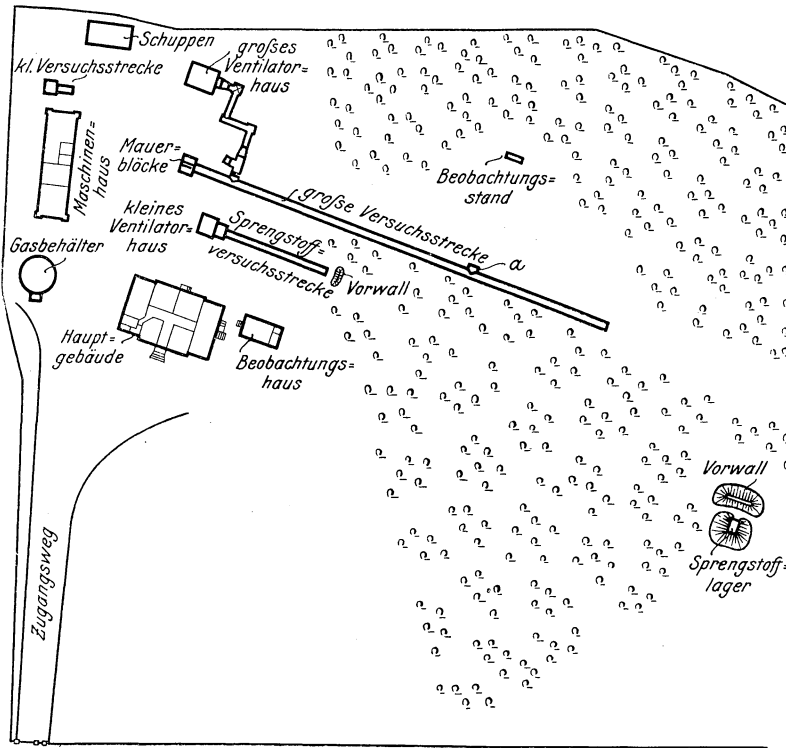 Schuppen
großes
Ventilator=
haus
kl. Versuchsstrecke
Maschinen=
haus
Mauer=
blöcke
Beobachtungs=
stand
große Versuchsstrecke
a
kleines
Ventilator=
haus
Sprengstoff=
versuchsstrecke
Vorwall
Gasbehälter
Haupt=
gebäude
Beobachtungs=
haus
Vorwall
Sprengstoff=
lager
Zugangsweg